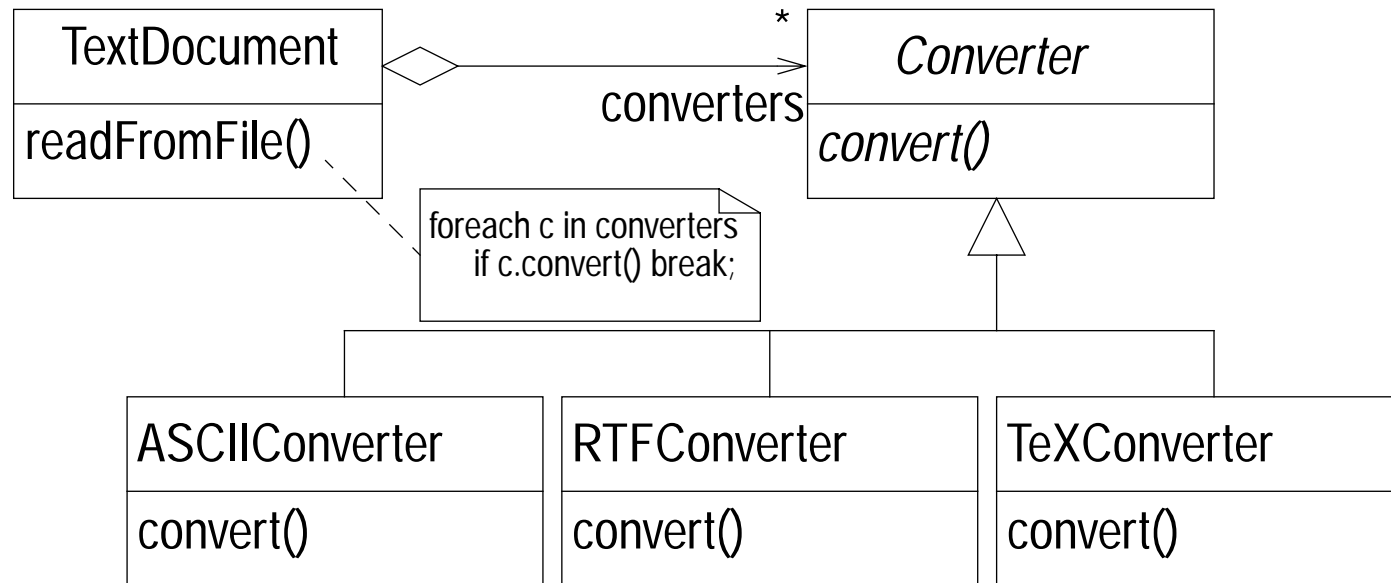 TextDocument
readFromFile()
*
converters
Converter
convert()
foreach c in converters
if c.convert() break;
ASCIIConverter
convert()
RTFConverter
convert()
TeXConverter
convert()